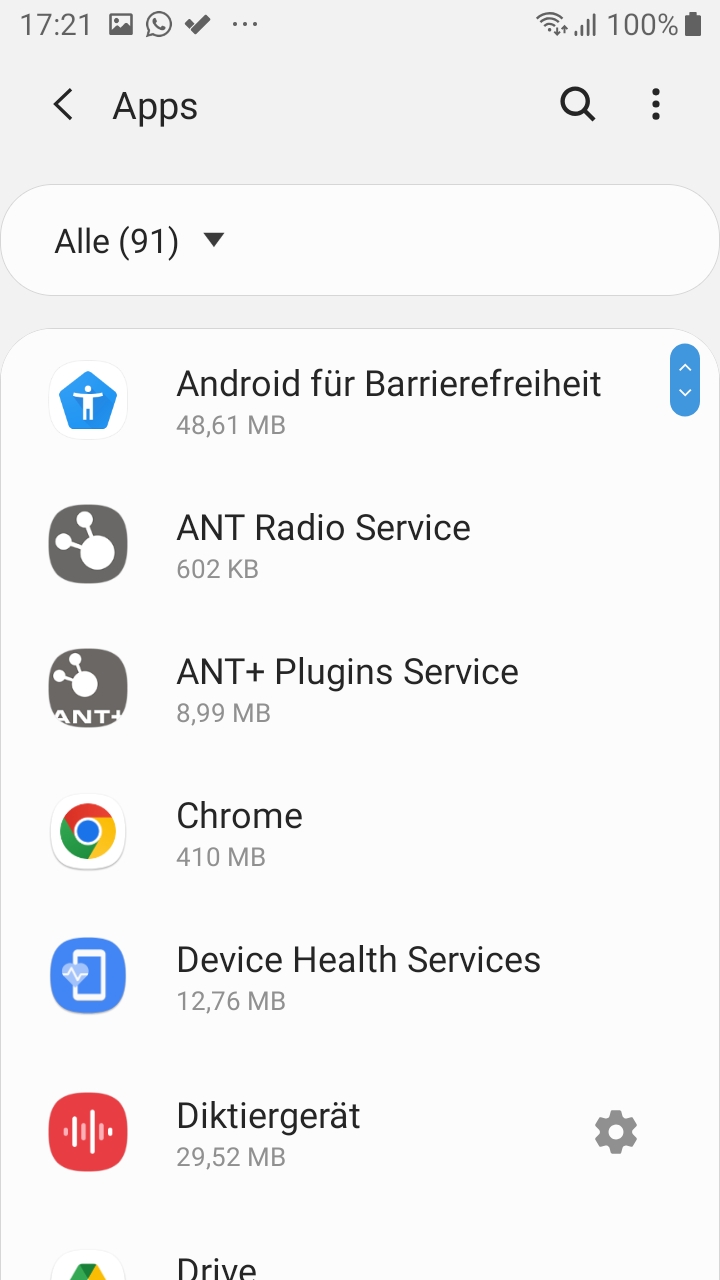 17:21
100%
Apps
Alle (91)
Android für Barrierefreiheit
48,61 MB
ANT Radio Service
602 KB
ANT+ Plugins Service
8,99 MB
ANT+
Chrome
410 MB
Device Health Services
12,76 MB
Diktiergerät
29,52 MB
Drive